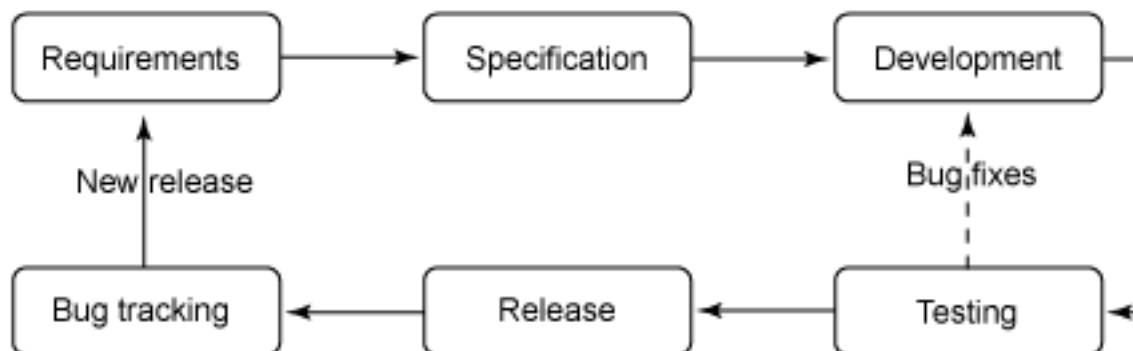 Requirements
Specification
Development
New release
Bug fixes
Bug tracking
Release
Testing